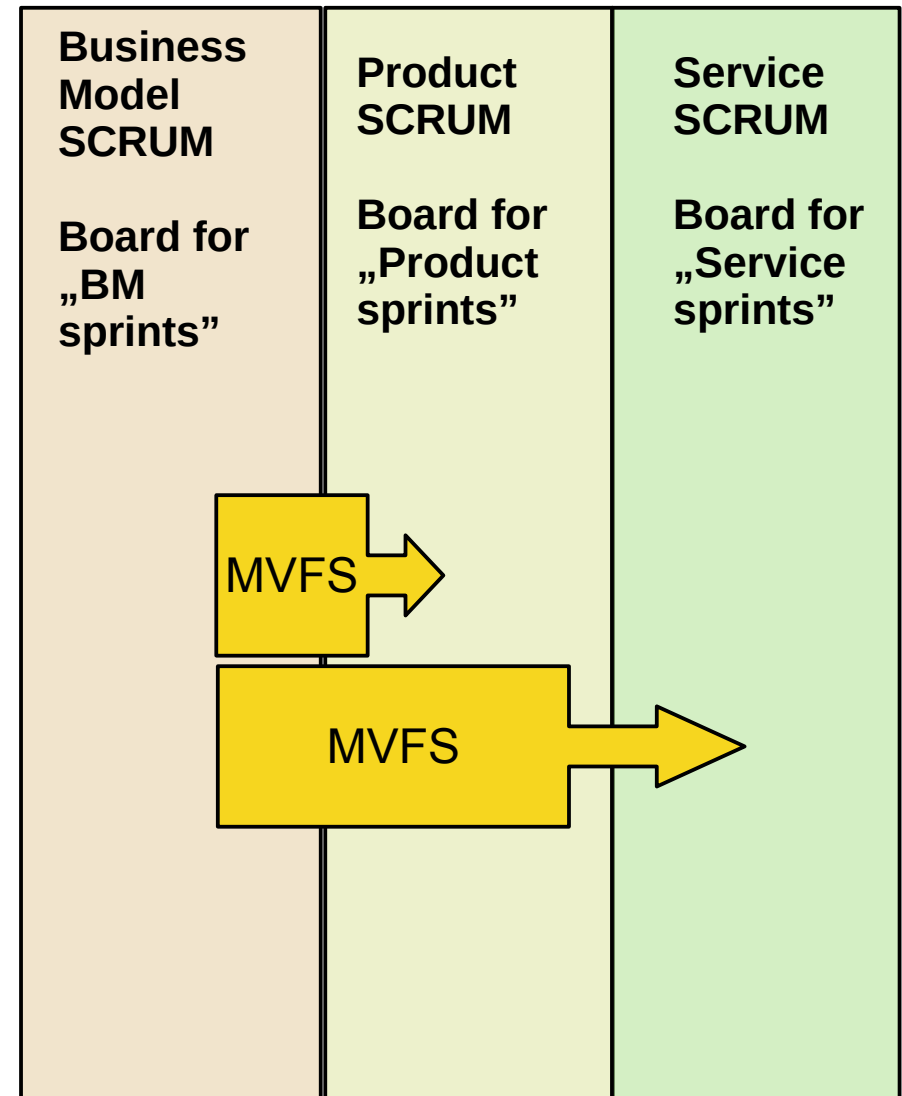 Business
Model
SCRUM
Board for
„BM
sprints”
Product
SCRUM
Board for
„Product
sprints”
Service
SCRUM
Board for
„Service
sprints”
MVFS
MVFS